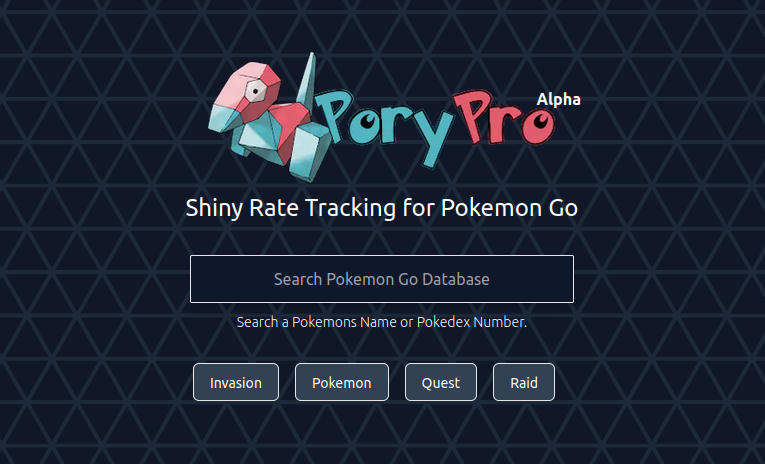 PoryPro Alpha
Shiny Rate Tracking for Pokemon Go
Search Pokemon Go Database
Search a Pokemons Name or Pokedex Number.
Invasion Pokemon Quest Raid